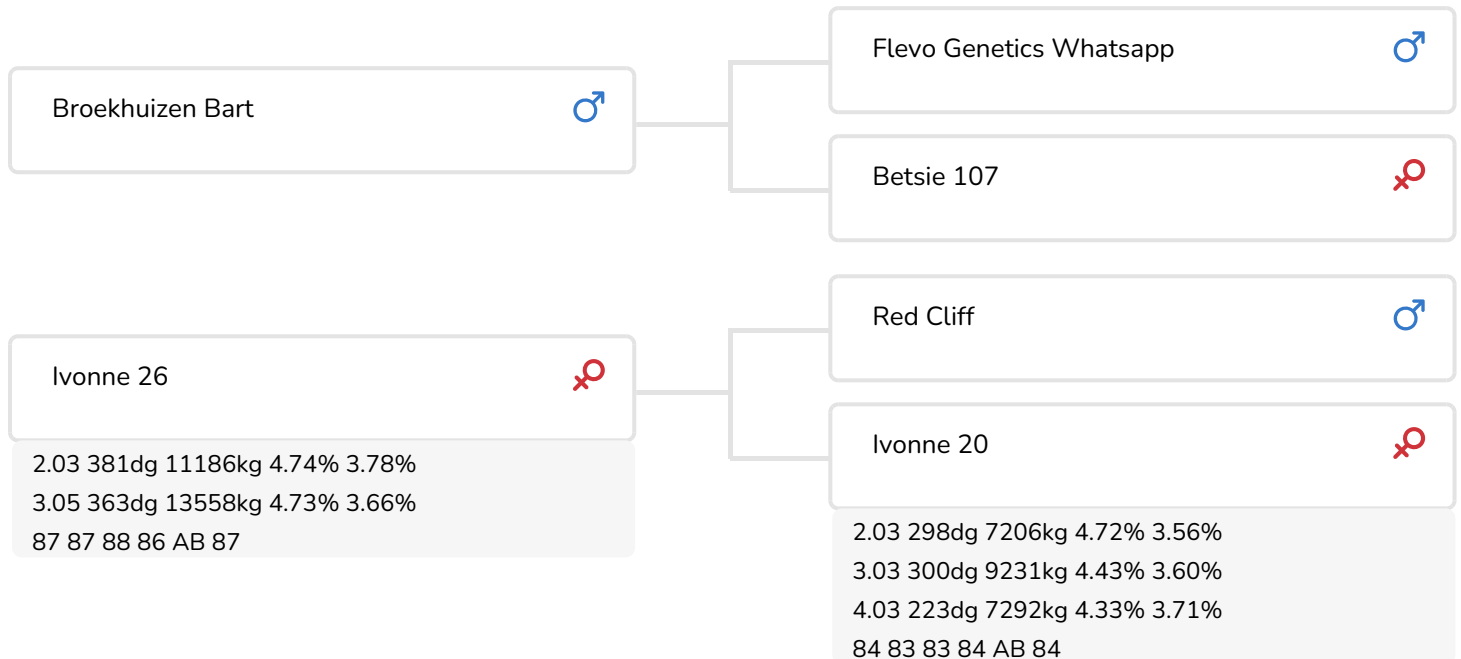 Broekhuizen Bart
Flevo Genetics Whatsapp
Betsie 107
Ivonne 26
2.03 381dg 11186kg 4.74% 3.78%
3.05 363dg 13558kg 4.73% 3.66%
87 87 88 86 AB 87
Red Cliff
Ivonne 20
2.03 298dg 7206kg 4.72% 3.56%
3.03 300dg 9231kg 4.43% 3.60%
4.03 223dg 7292kg 4.33% 3.71%
84 83 83 84 AB 84